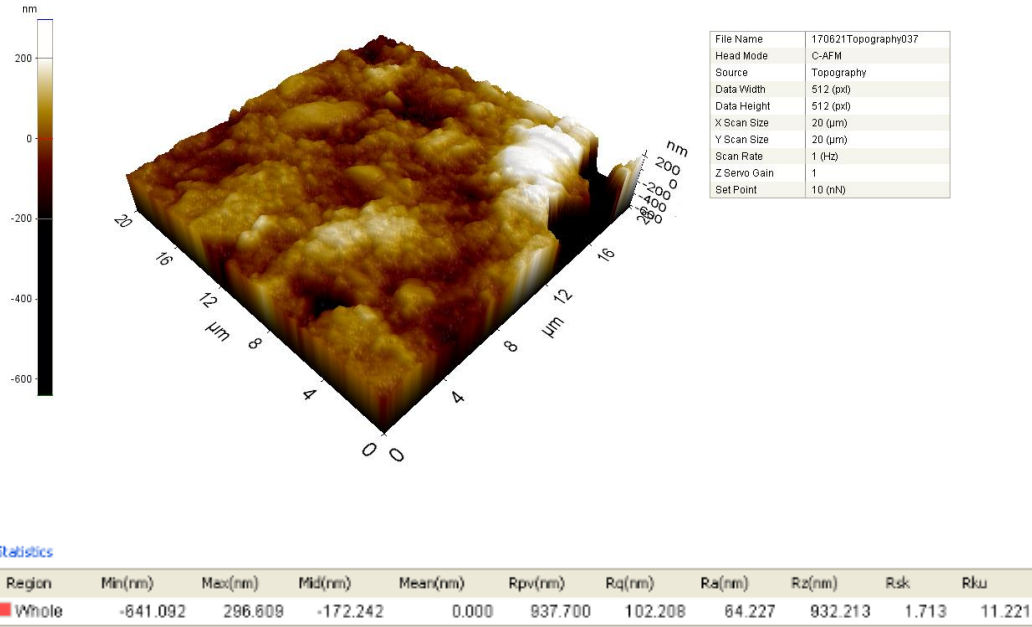 nm
200
0
-200
-400
-600
File Name 170621Topography037
Head Mode C-AFM
Source Topography
Data Width 512 (pxl)
Data Height 512 (pxl)
X Scan Size 20 (µm)
Y Scan Size 20 (µm)
Scan Rate 1 (Hz)
Z Servo Gain 1
Set Point 10 (nN)
nm
200
0
-200
-400
-600
20
16
12
µm
8
4
0
0
4
8
µm
12
16
Statistics
Region Min(nm) Max(nm) Mid(nm) Mean(nm) Rpv(nm) Rq(nm) Ra(nm) Rz(nm) Rsk Rku
Whole -641.092 296.609 -172.242 0.000 937.700 102.208 64.227 932.213 1.713 11.221